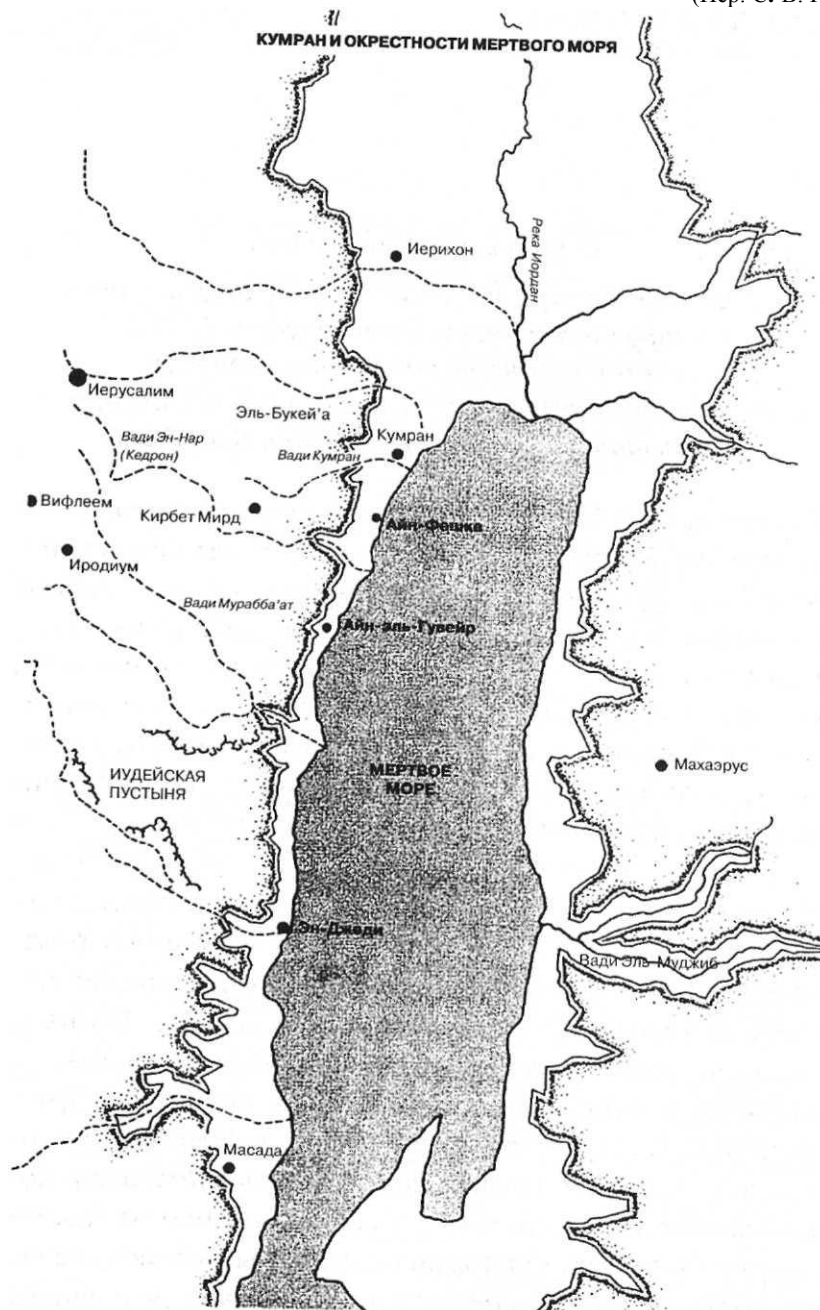 КУМРАН И ОКРЕСТНОСТИ МЕРТВОГО МОРЯ
Иерихон
Река Иордан
Иерусалим
Эль-Букей'а
Вади Эн-Нар
(Кедрон)
Кумран
Вади Кумран
Вифлеем
Кирбет Мирд
Айн-Фешка
Иродиум
Вади Мурабба'ат
Айн-эль-Гувейр
МЕРТВОЕ
МОРЕ
Махаэрус
ИУДЕЙСКАЯ
ПУСТЫНЯ
Эн-Джеди
Вади Эль-Муджиб
Масада